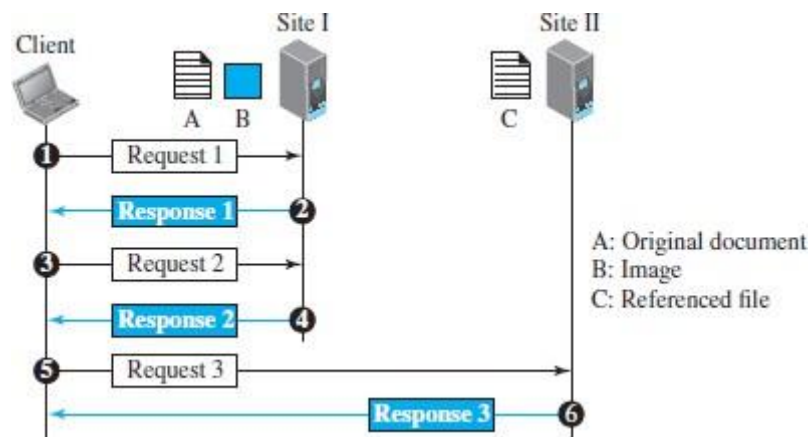 Site I
Site II
Client
A
B
C
1
Request 1
Response 1
2
3
Request 2
Response 2
4
5
Request 3
Response 3
6
A: Original document
B: Image
C: Referenced file